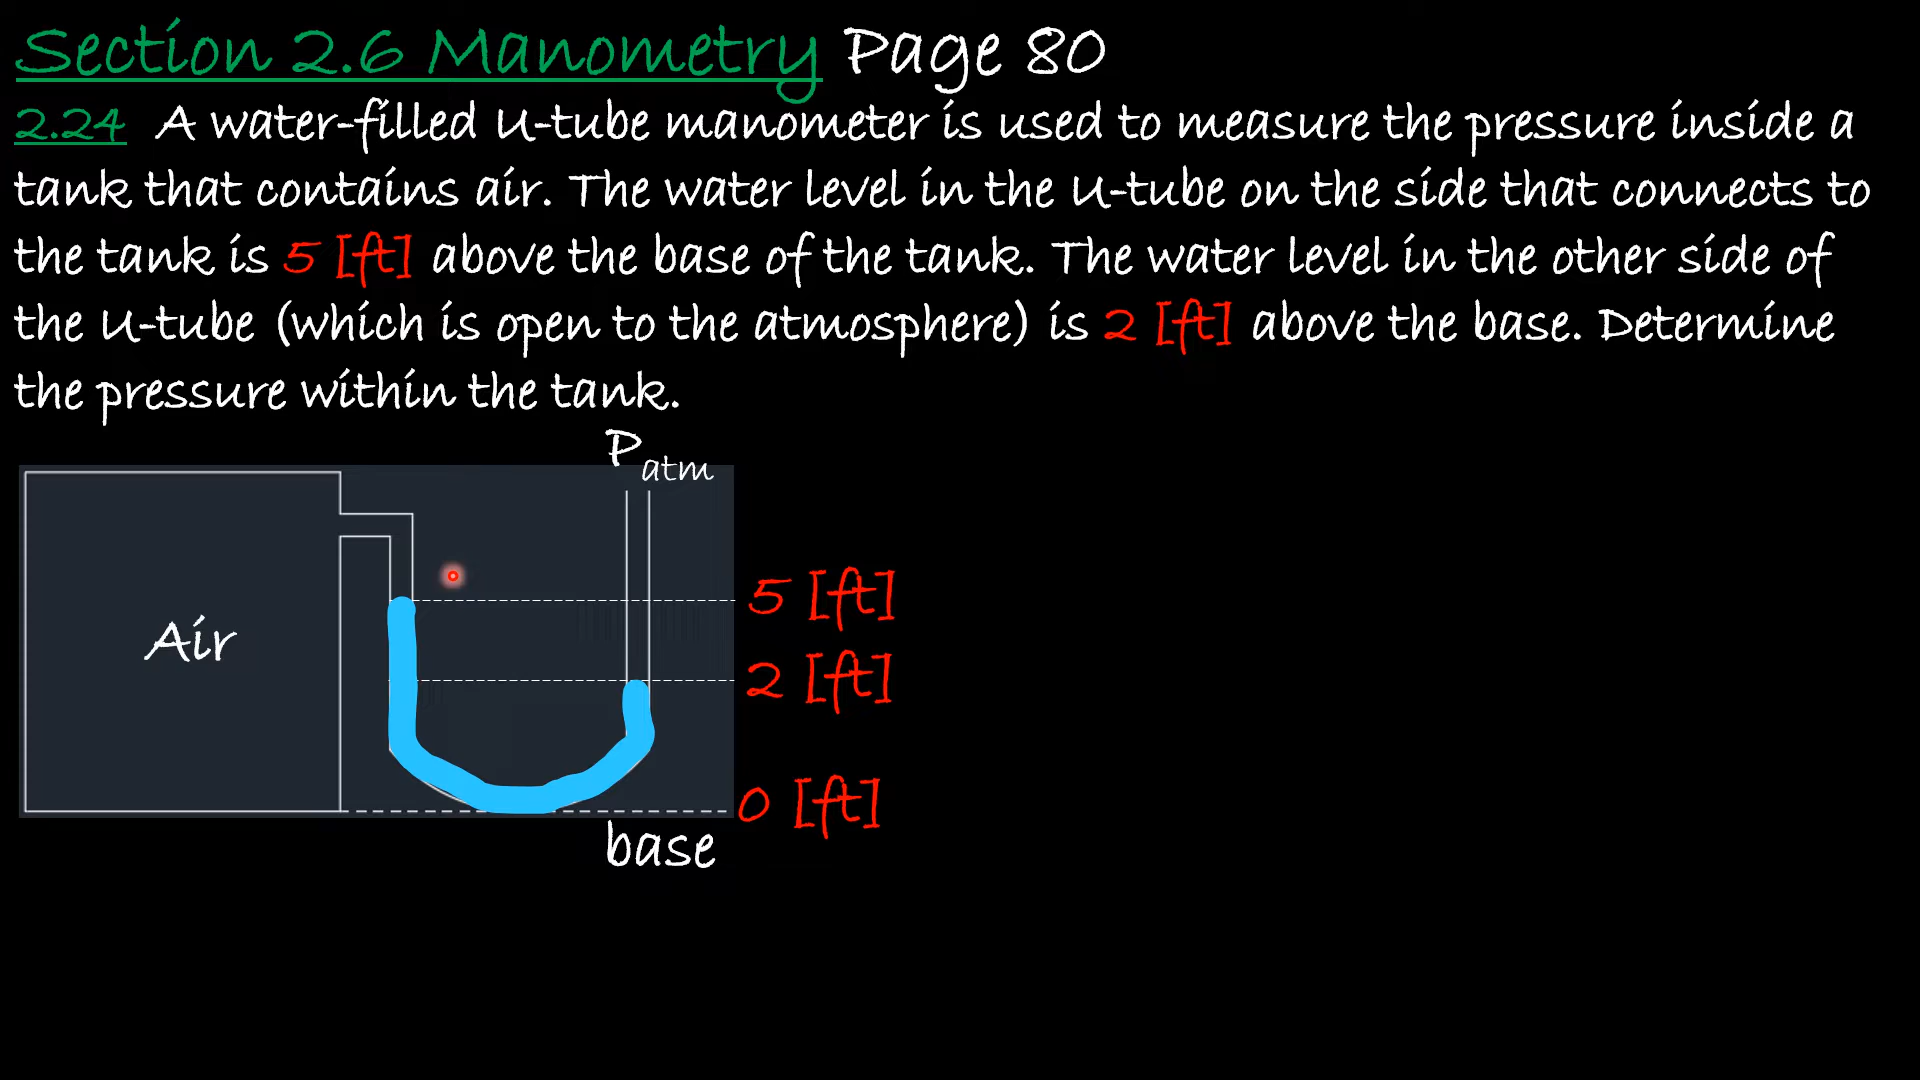 Section 2.6 Manometry Page 80
2.24 A water-filled U-tube manometer is used to measure the pressure inside a
tank that contains air. The water level in the U-tube on the side that connects to
the tank is 5 [ft] above the base of the tank. The water level in the other side of
the U-tube (which is open to the atmosphere) is 2 [ft] above the base. Determine
the pressure within the tank.
Patm
5 [ft]
Air
2 [ft]
0 [ft]
base